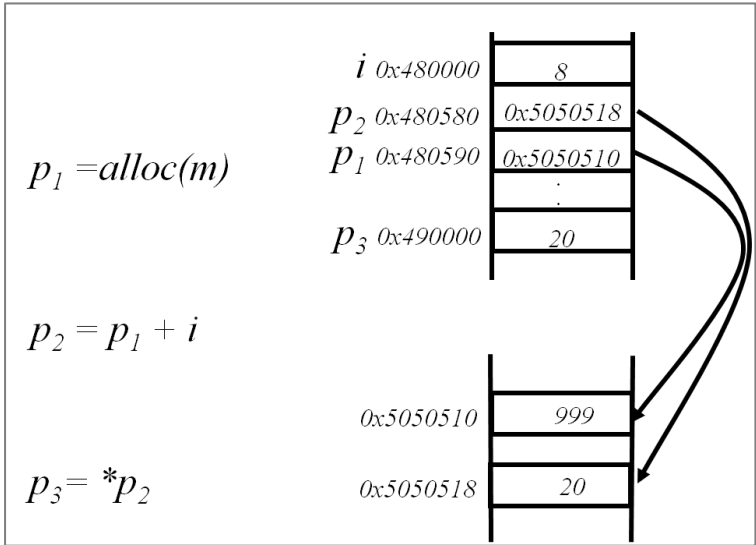 i 0x480000 8
p2 0x480580 0x5050518
p1 =alloc(m) p1 0x480590 0x5050510
:
p3 0x490000 20
p2 = p1 + i
0x5050510 999
p3= *p2 0x5050518 20